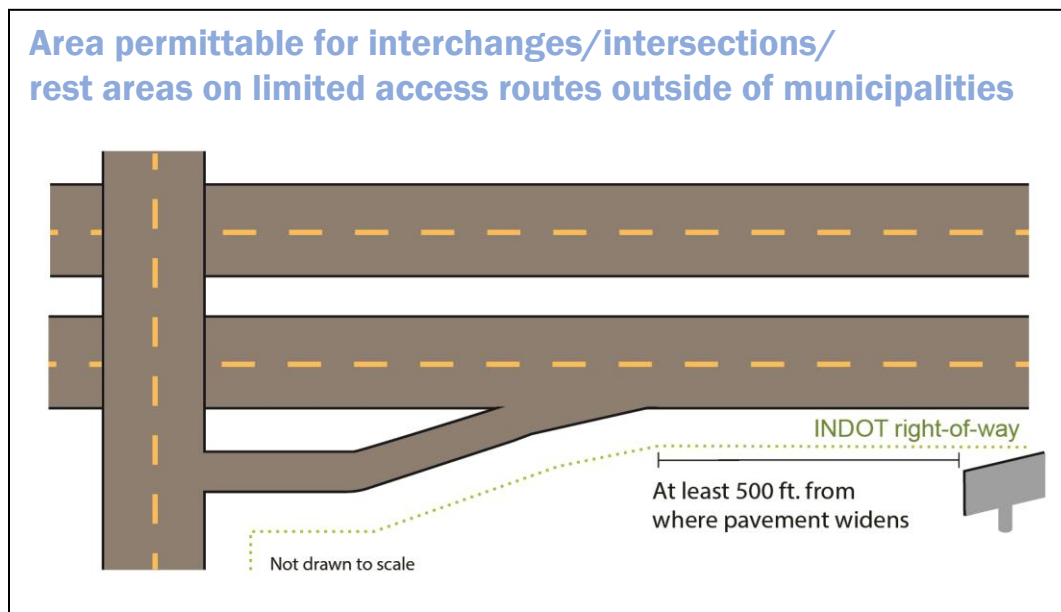 Area permittable for interchanges/intersections/
rest areas on limited access routes outside of municipalities
INDOT right-of-way
At least 500 ft. from
where pavement widens
Not drawn to scale